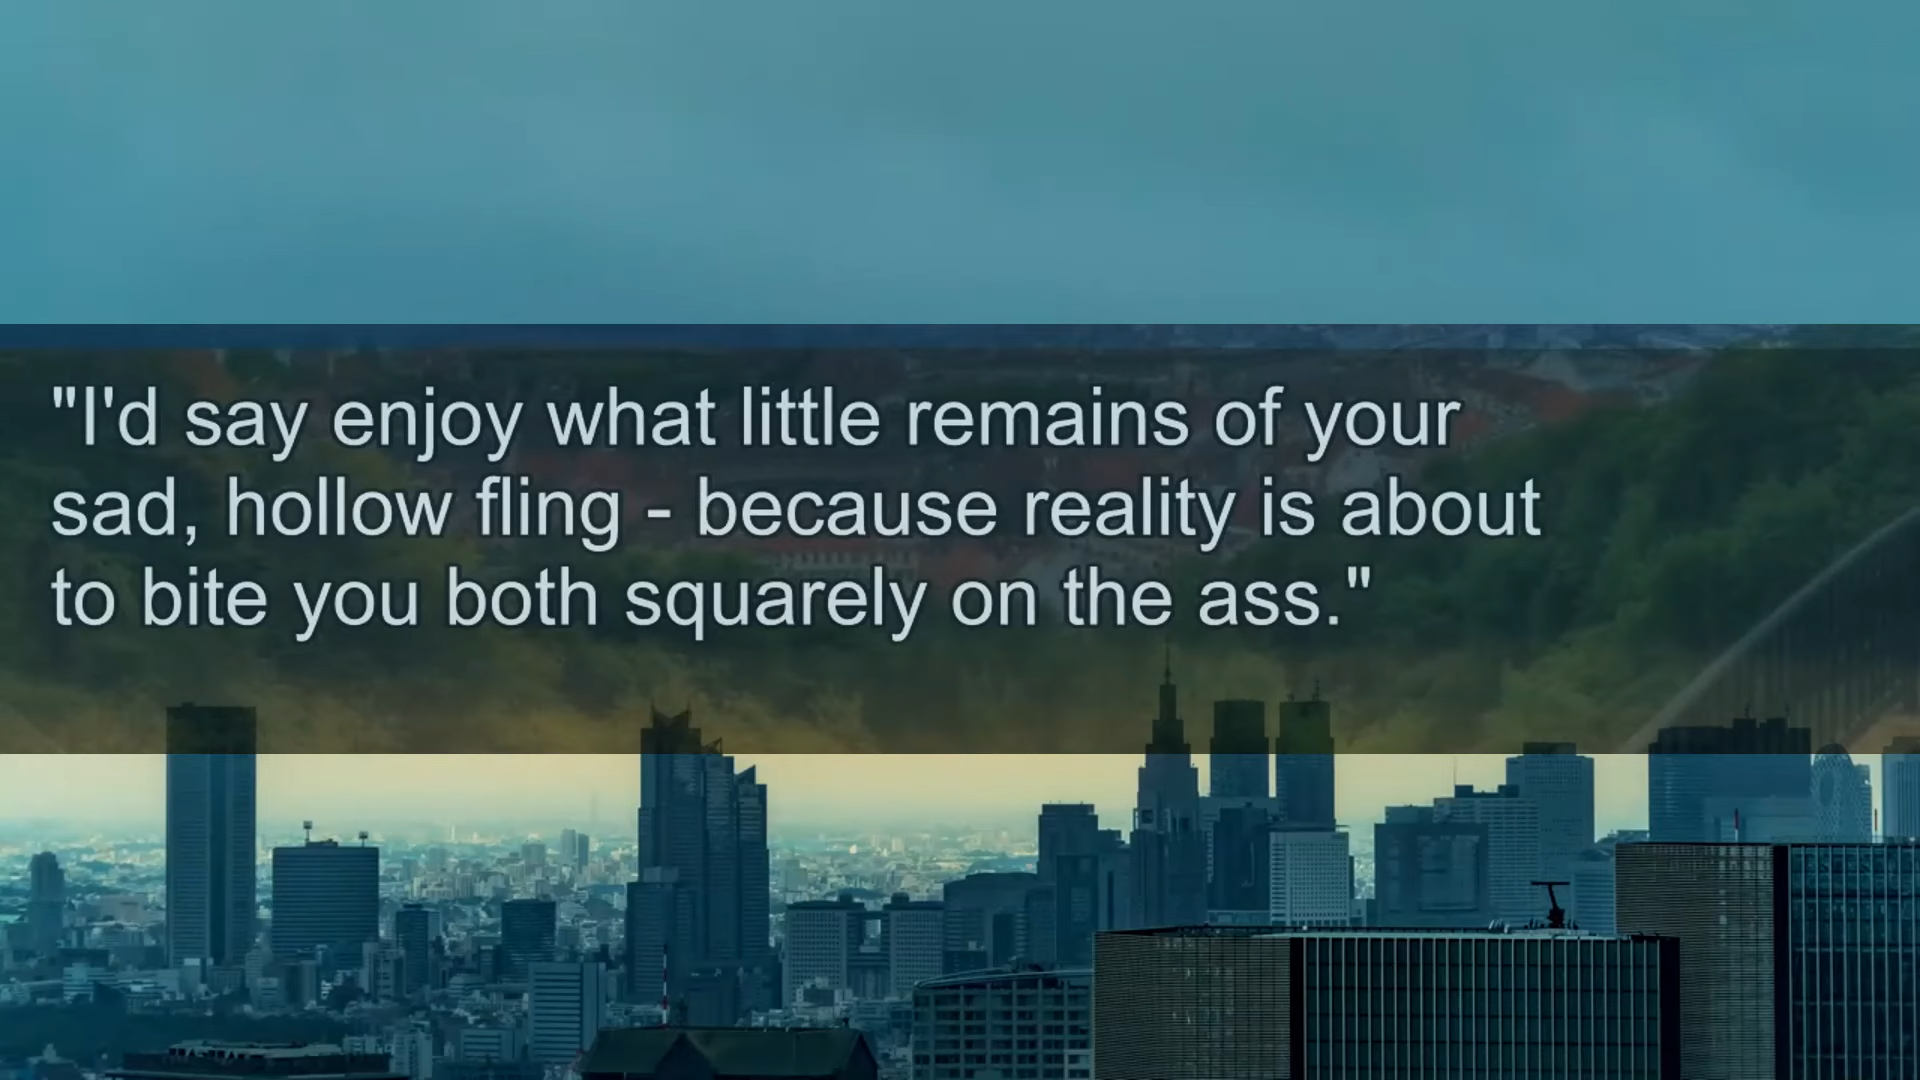 "I'd say enjoy what little remains of your
sad, hollow fling - because reality is about
to bite you both squarely on the ass."